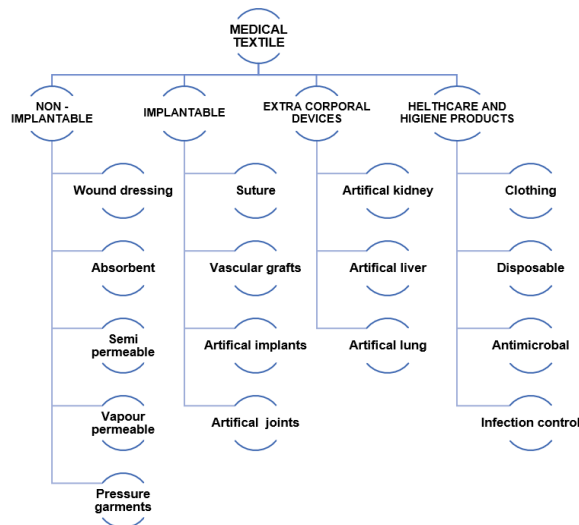 MEDICAL
TEXTILE
NON -
IMPLANTABLE
IMPLANTABLE
EXTRA CORPORAL
DEVICES
HELTHCARE AND
HIGIENE PRODUCTS
Wound dressing
Suture
Artifical kidney
Clothing
Absorbent
Vascular grafts
Artifical liver
Disposable
Semi
permeable
Artifical implants
Artifical lung
Antimicrobal
Vapour
permeable
Artifical joints
Infection control
Pressure
garments